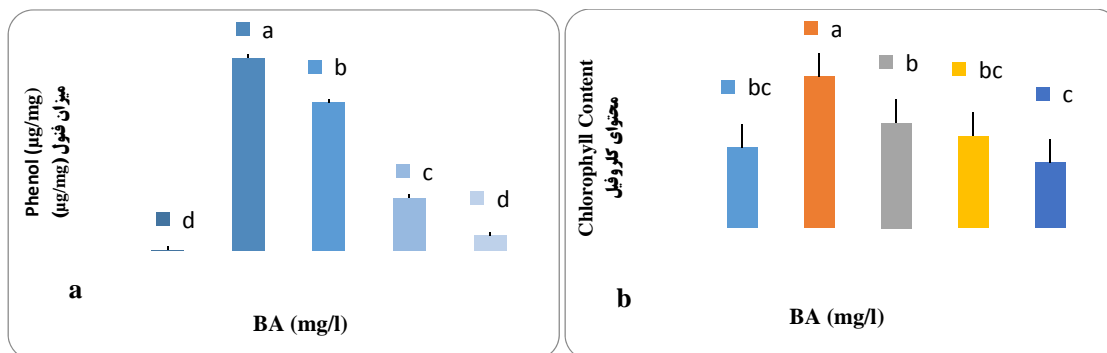 Phenol (µg/mg)
میزان فنول (µg/mg)
d
a
b
c
d
a
BA (mg/l)
Chlorophyll Content
محتوای کلروفیل
bc
a
b
bc
c
b
BA (mg/l)